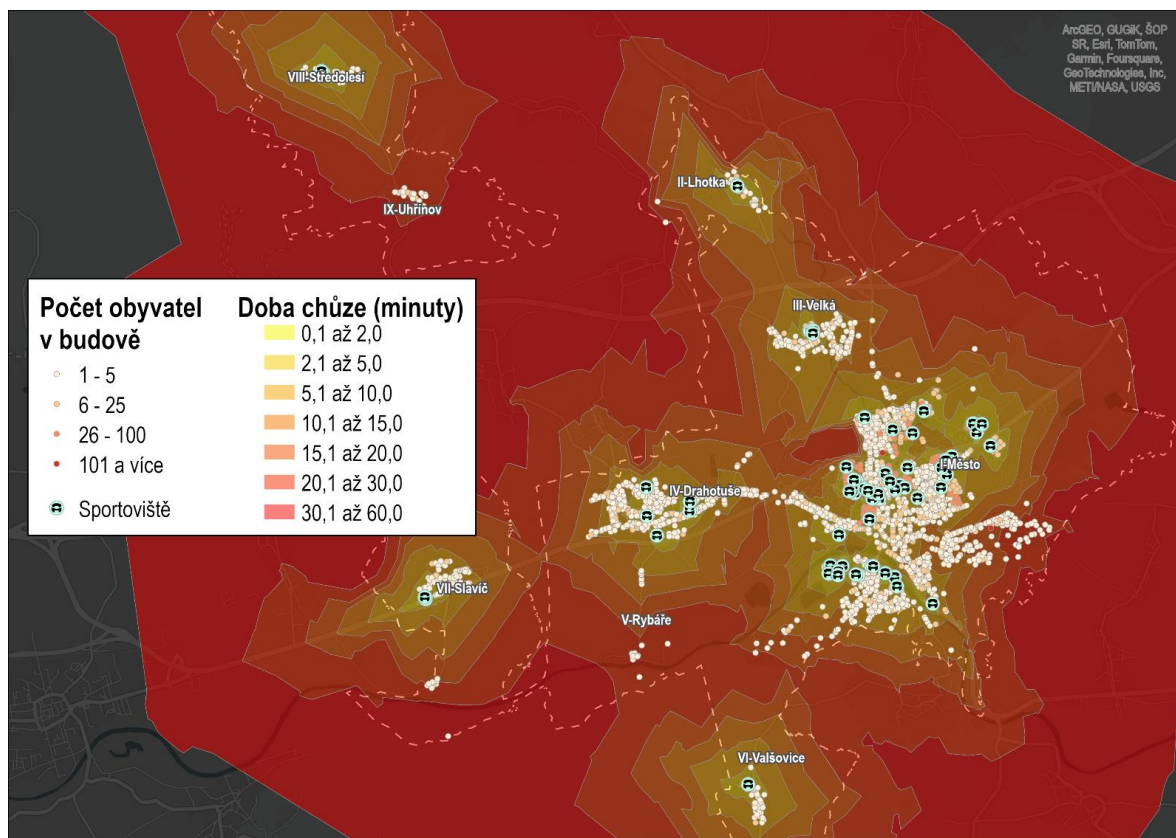 ArcGEO, GUGiK, ŠOP
SR, Esri, TomTom,
Garmin, Foursquare,
GeoTechnologies, Inc,
METI/NASA, USGS
VIII-Středolesí
II-Lhotka
IX-Uhřínov
III-Velká
I-Město
IV-Drahotuše
VII-Slavíč
V-Rybáře
VI-Valšovice
Počet obyvatel
v budově
1 - 5
6 - 25
26 - 100
101 a více
Sportoviště
Doba chůze (minuty)
0,1 až 2,0
2,1 až 5,0
5,1 až 10,0
10,1 až 15,0
15,1 až 20,0
20,1 až 30,0
30,1 až 60,0